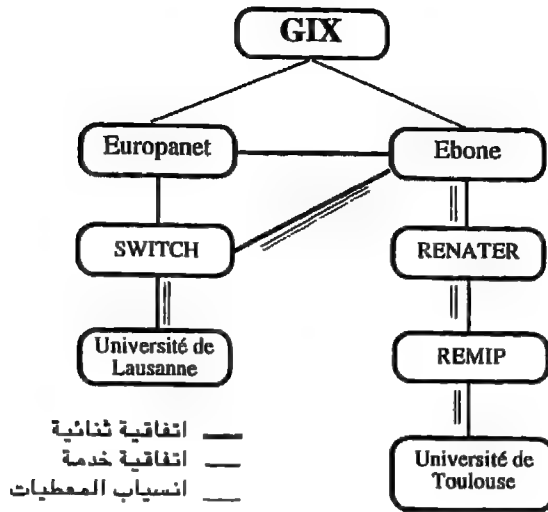 GIX
Europanet
Ebone
SWITCH
RENATER
Université de
Lausanne
REMIP
Université de
Toulouse
اتفاقية ثنائية
اتفاقية خدمة
انسياب المعطيات